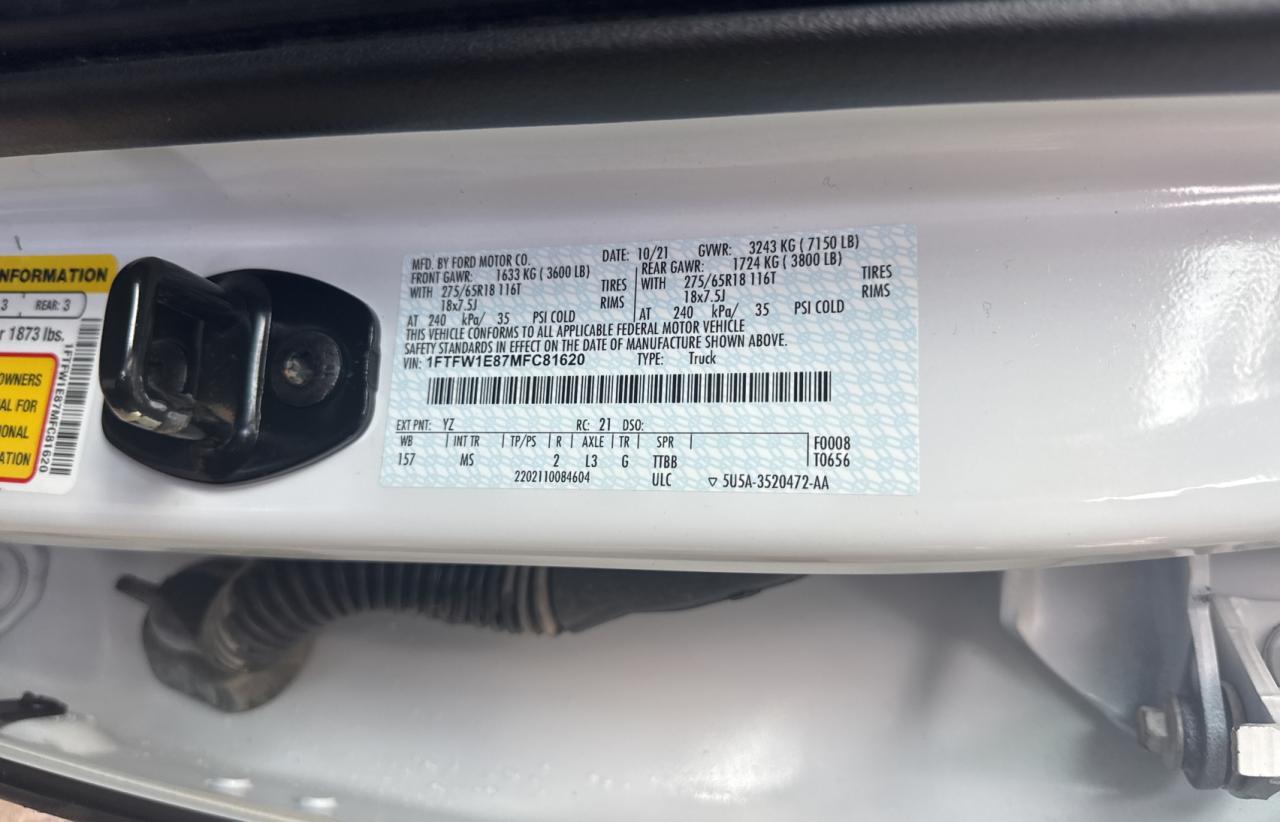 INFORMATION
3 REAR: 3
1873 lbs.
OWNERS
AL FOR
IONAL
ATION
1FTFW1E87MFC81620
MFD. BY FORD MOTOR CO. DATE: 10/21 GVWR: 3243 KG ( 7150 LB)
FRONT GAWR: 1633 KG ( 3600 LB) REAR GAWR: 1724 KG ( 3800 LB)
WITH 275/65R18 116T TIRES WITH 275/65R18 116T TIRES
18x7.5J RIMS 18x7.5J RIMS
AT 240 kPa/ 35 PSI COLD AT 240 kPa/ 35 PSI COLD
THIS VEHICLE CONFORMS TO ALL APPLICABLE FEDERAL MOTOR VEHICLE
SAFETY STANDARDS IN EFFECT ON THE DATE OF MANUFACTURE SHOWN ABOVE.
VIN: 1FTFW1E87MFC81620 TYPE: Truck
EXT PNT: YZ RC: 21 DSO:
WB INT TR TP/PS R AXLE TR SPR F0008
157 MS 2 L3 G TTBB T0656
2202110084604 ULC ▽ 5U5A-3520472-AA